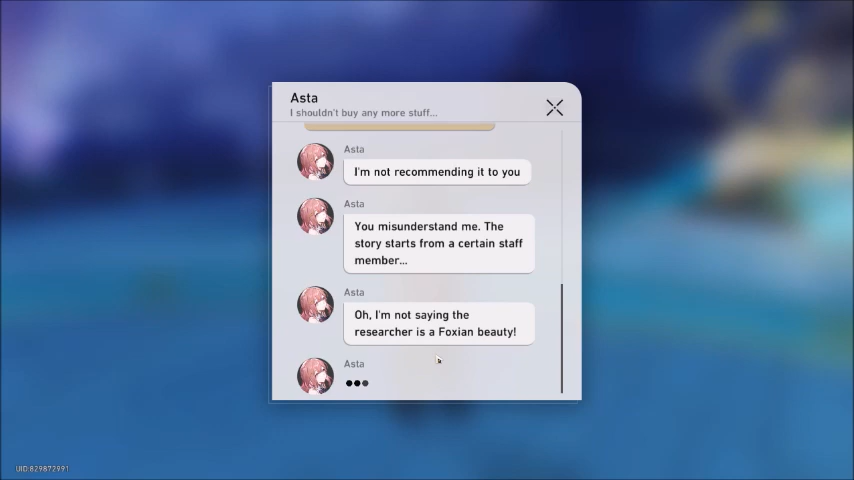 Asta
I shouldn't buy any more stuff...
Asta
I'm not recommending it to you
Asta
You misunderstand me. The
story starts from a certain staff
member...
Asta
Oh, I'm not saying the
researcher is a Foxian beauty!
Asta
UID:829872991